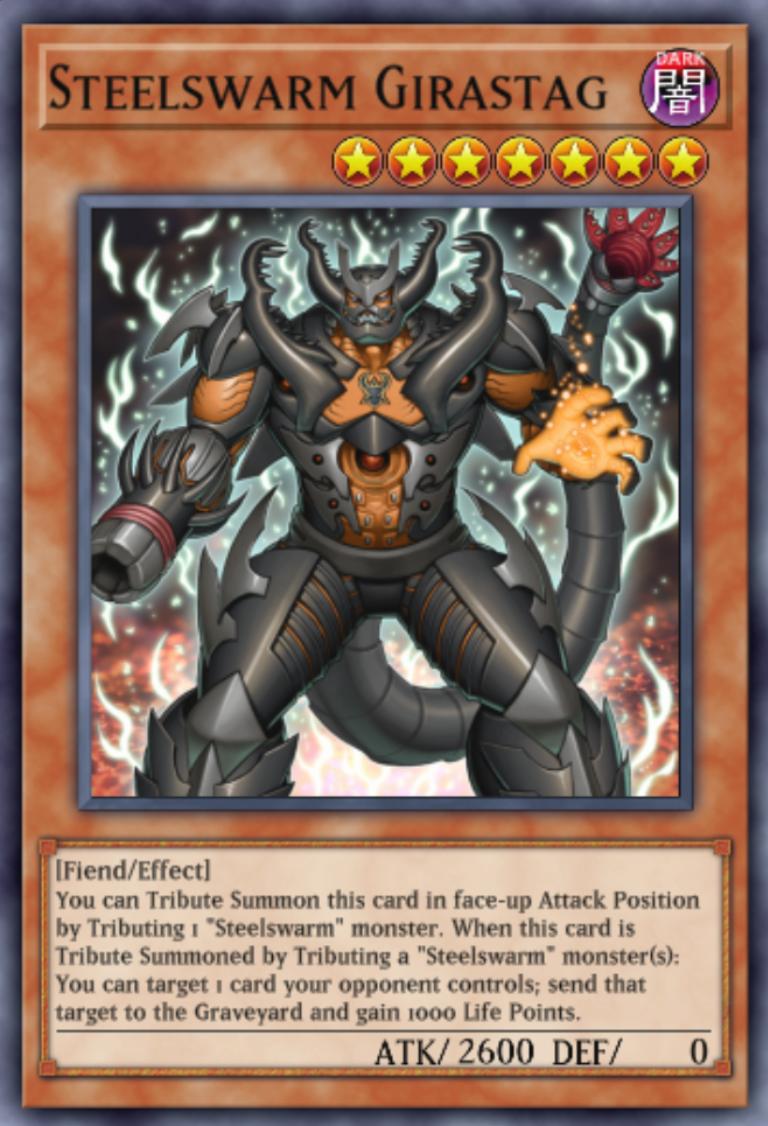 STEELSWARM GIRASTAG
DARK
闇
[Fiend/Effect]
You can Tribute Summon this card in face-up Attack Position
by Tributing 1 "Steelswarm" monster. When this card is
Tribute Summoned by Tributing a "Steelswarm" monster(s):
You can target 1 card your opponent controls; send that
target to the Graveyard and gain 1000 Life Points.
ATK/ 2600 DEF/ 0